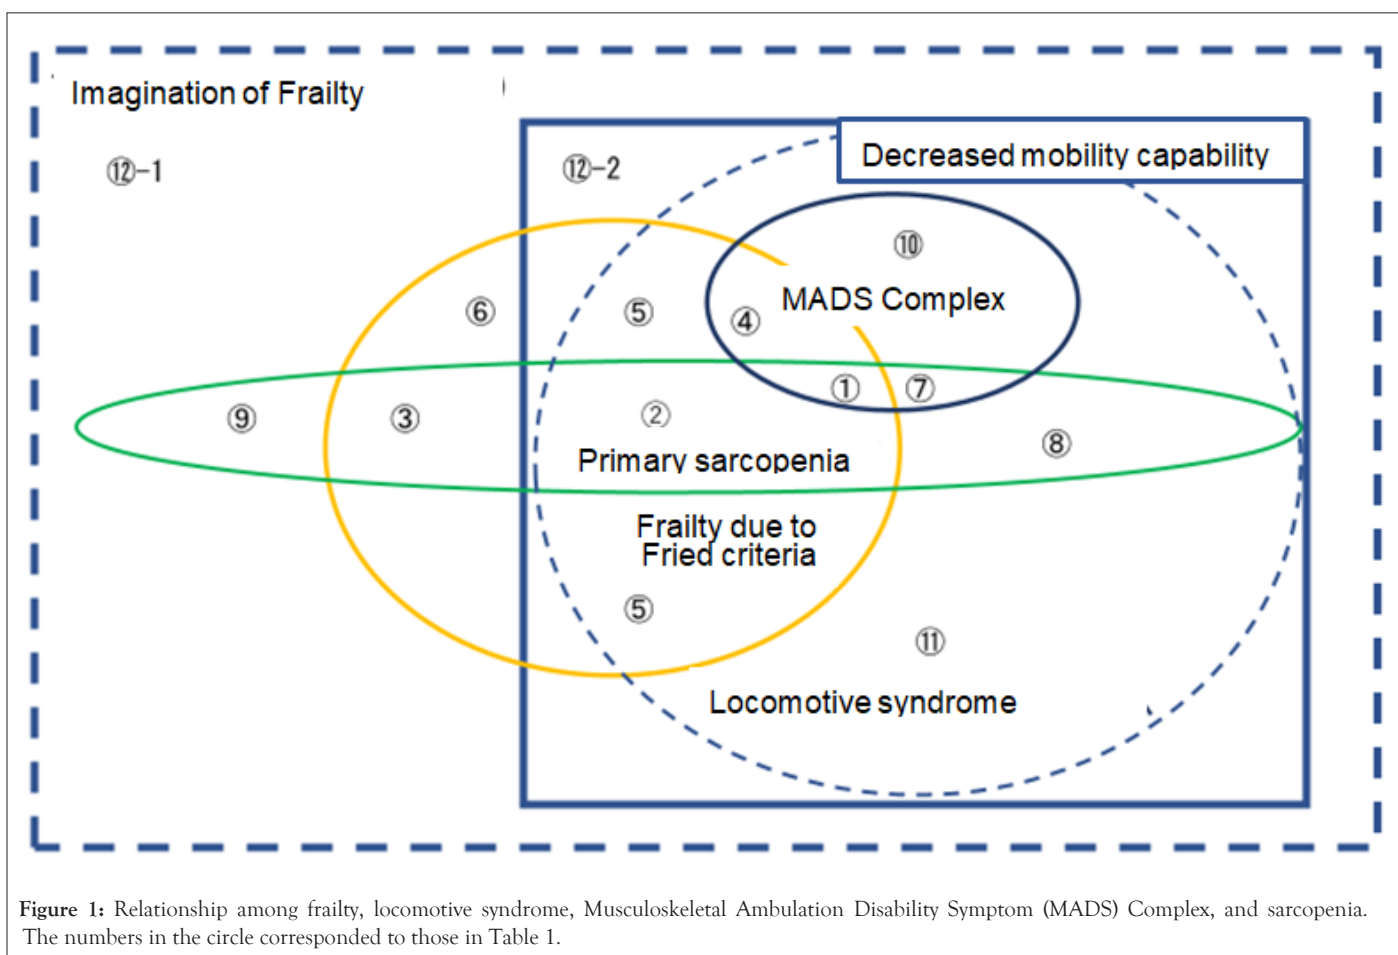 Imagination of Frailty
Decreased mobility capability
⑫-1
⑫-2
⑩
MADS Complex
⑥
⑤
④
①
⑦
⑨
③
②
⑧
Primary sarcopenia
Frailty due to
Fried criteria
⑤
⑪
Locomotive syndrome
Figure 1: Relationship among frailty, locomotive syndrome, Musculoskeletal Ambulation Disability Symptom (MADS) Complex, and sarcopenia.
The numbers in the circle corresponded to those in Table 1.